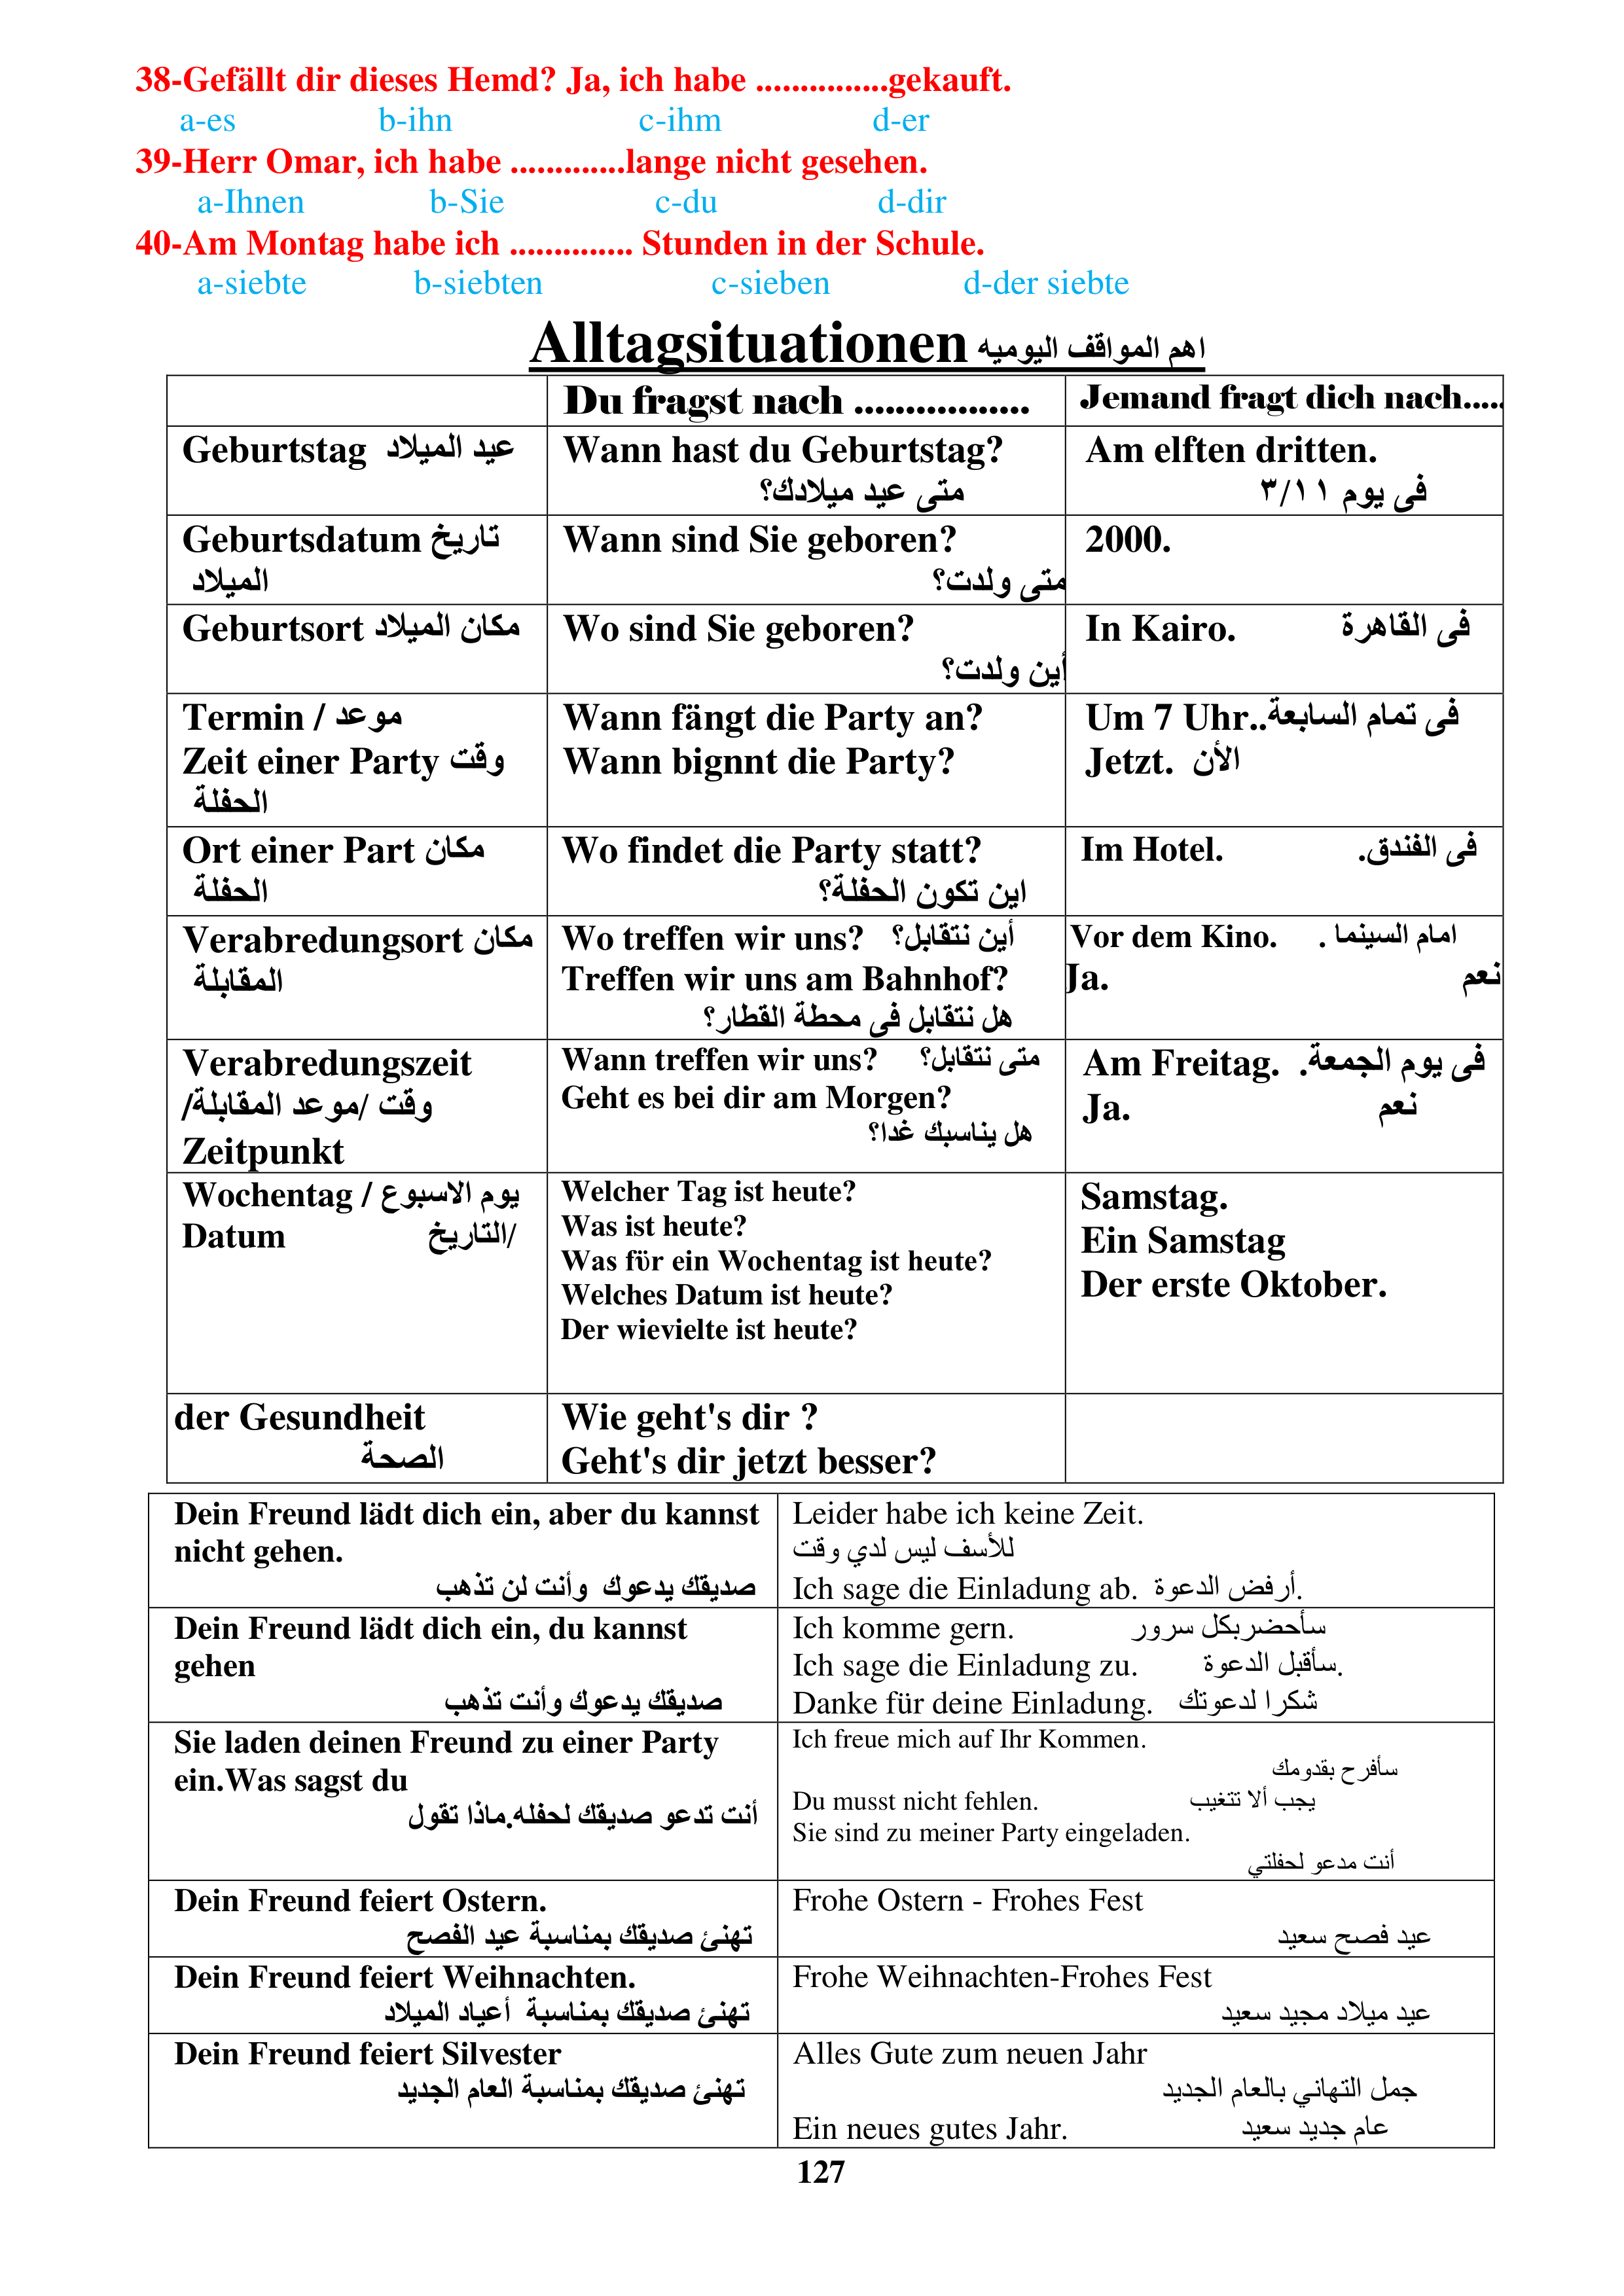 38-Gefällt dir dieses Hemd? Ja, ich habe ...............gekauft.
a-es b-ihn c-ihm d-er
39-Herr Omar, ich habe .............lange nicht gesehen.
a-Ihnen b-Sie c-du d-dir
40-Am Montag habe ich .............. Stunden in der Schule.
a-siebte b-siebten c-sieben d-der siebte
Alltagsituationen اهم المواقف اليوميه
Du fragst nach .................
Jemand fragt dich nach.....
Geburtstag عيد الميلاد
Wann hast du Geburtstag?
متى عيد ميلادك؟
Am elften dritten.
فى يوم ٣/١١
Geburtsdatum تاريخ
الميلاد
Wann sind Sie geboren?
متى ولدت؟
2000.
Geburtsort مكان الميلاد
Wo sind Sie geboren?
أين ولدت؟
In Kairo. فى القاهرة
Termin / موعد
Zeit einer Party وقت
الحفلة
Wann fängt die Party an?
Wann bignnt die Party?
Um 7 Uhr..فى تمام السابعة
Jetzt. الأن
Ort einer Part مكان
الحفلة
Wo findet die Party statt?
اين تكون الحفلة؟
Im Hotel. فى الفندق.
Verabredungsort مكان
المقابلة
Wo treffen wir uns? أين نتقابل؟
Treffen wir uns am Bahnhof?
هل نتقابل فى محطة القطار؟
Vor dem Kino. امام السينما .
Ja. نعم
Verabredungszeit
وقت /موعد المقابلة/
Zeitpunkt
Wann treffen wir uns? متى نتقابل؟
Geht es bei dir am Morgen?
هل يناسبك غدا؟
Am Freitag. فى يوم الجمعة.
Ja. نعم
Wochentag / يوم الاسبوع
Datum /التاريخ
Welcher Tag ist heute?
Was ist heute?
Was fϋr ein Wochentag ist heute?
Welches Datum ist heute?
Der wievielte ist heute?
Samstag.
Ein Samstag
Der erste Oktober.
der Gesundheit
الصحة
Wie geht's dir ?
Geht's dir jetzt besser?
Dein Freund lädt dich ein, aber du kannst
nicht gehen.
صديقك يدعوك وأنت لن تذهب
Leider habe ich keine Zeit.
للأسف ليس لدي وقت
Ich sage die Einladung ab. أرفض الدعوة.
Dein Freund lädt dich ein, du kannst
gehen
صديقك يدعوك وأنت تذهب
Ich komme gern. سأحضربكل سرور
Ich sage die Einladung zu. سأقبل الدعوة.
Danke für deine Einladung. شكرا لدعوتك
Sie laden deinen Freund zu einer Party
ein.Was sagst du
أنت تدعو صديقك لحفله.ماذا تقول
Ich freue mich auf Ihr Kommen.
سأفرح بقدومك
Du musst nicht fehlen. يجب ألا تتغيب
Sie sind zu meiner Party eingeladen.
أنت مدعو لحفلتي
Dein Freund feiert Ostern.
تهنئ صديقك بمناسبة عيد الفصح
Frohe Ostern - Frohes Fest
عيد فصح سعيد
Dein Freund feiert Weihnachten.
تهنئ صديقك بمناسبة أعياد الميلاد
Frohe Weihnachten-Frohes Fest
عيد ميلاد مجيد سعيد
Dein Freund feiert Silvester
تهنئ صديقك بمناسبة العام الجديد
Alles Gute zum neuen Jahr
جمل التهاني بالعام الجديد
Ein neues gutes Jahr. عام جديد سعيد
127